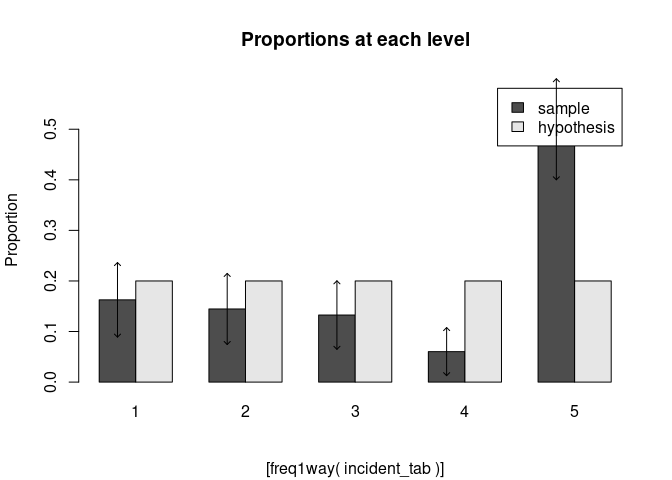 Proportions at each level
sample
hypothesis
Proportion
0.5
0.4
0.3
0.2
0.1
0.0
1 2 3 4 5
[freq1way( incident_tab )]